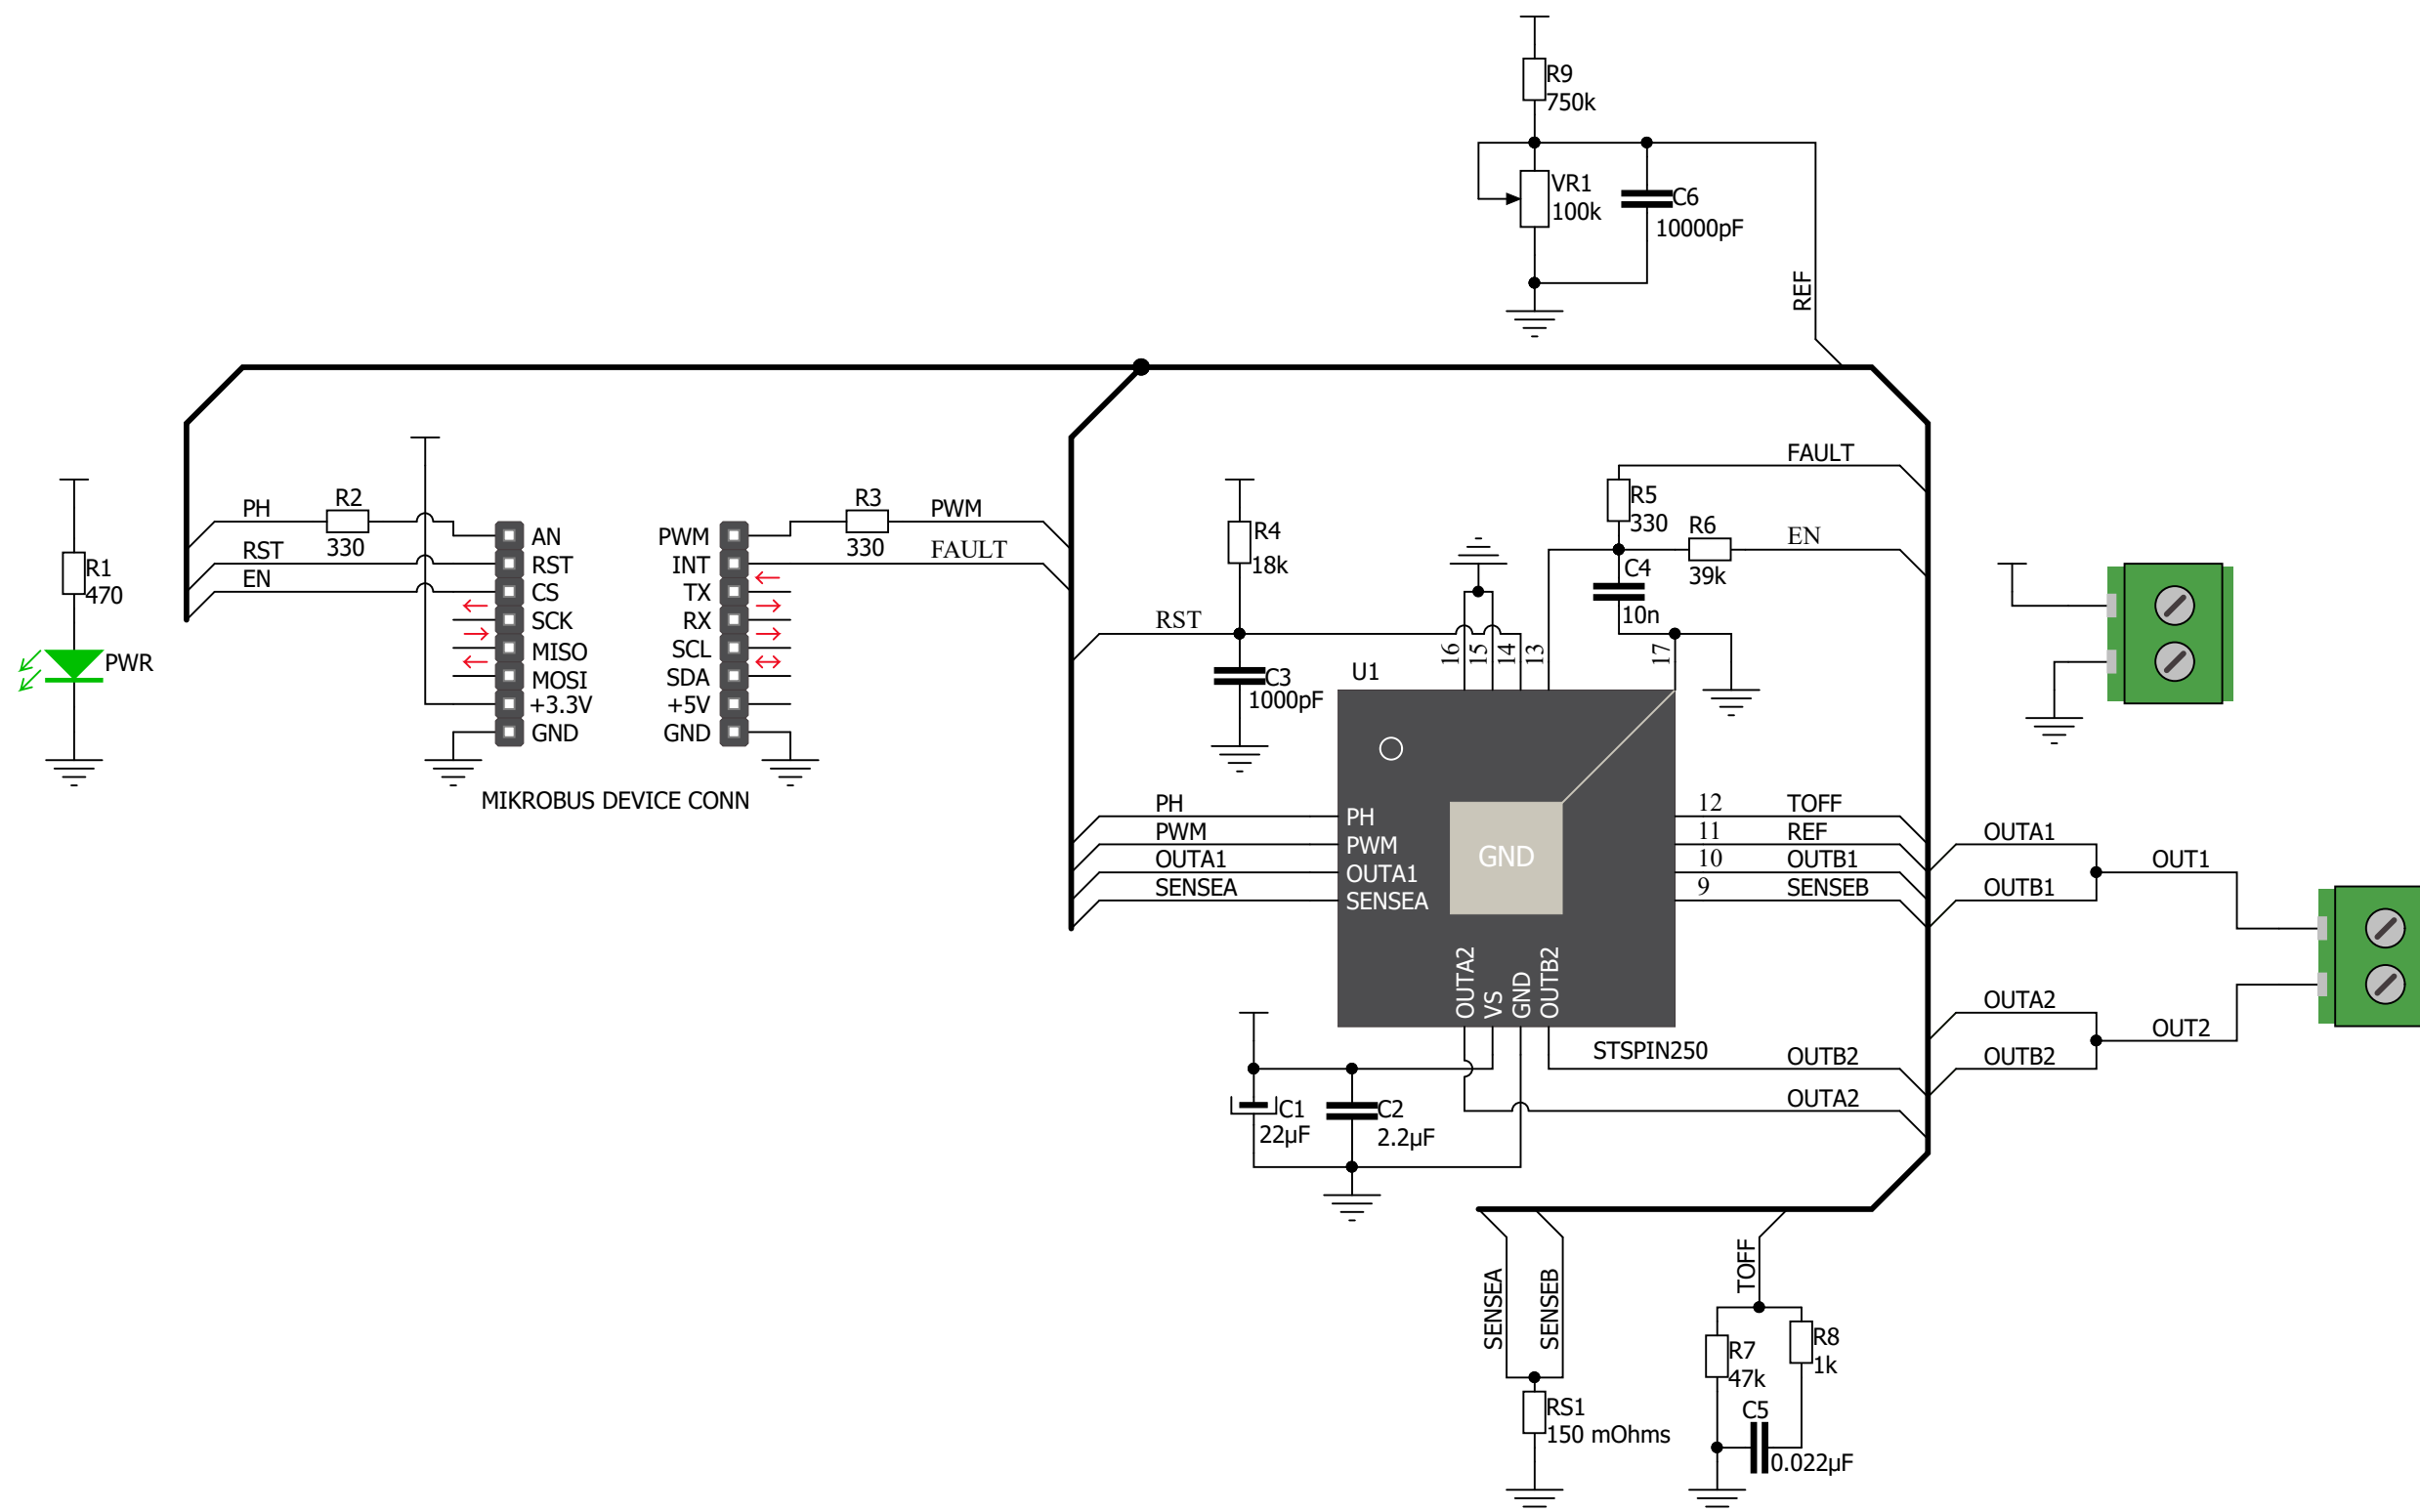 R9
750k
VR1
100k
C6
10000pF
REF
R1
470
PWR
PH
R2
330
RST
EN
AN
RST
CS
SCK
MISO
MOSI
+3.3V
GND
PWM
INT
TX
RX
SCL
SDA
+5V
GND
MIKROBUS DEVICE CONN
R3
330
PWM
FAULT
R4
18k
RST
C3
1000pF
FAULT
R5
330
R6
39k
EN
C4
10n
16
15
14
13
17
U1
PH
PWM
OUTA1
SENSEA
PH
PWM
OUTA1
SENSEA
GND
OUTA2
VS
GND
OUTB2
STSPIN250
12 TOFF
11 REF
10 OUTB1
9 SENSEB
OUTA1
OUTB1
OUT1
OUTA2
OUTB2
OUT2
OUTB2
OUTA2
C1
22µF
C2
2.2µF
SENSEA
SENSEB
RS1
150 mOhms
TOFF
R7
47k
R8
1k
C5
0.022µF